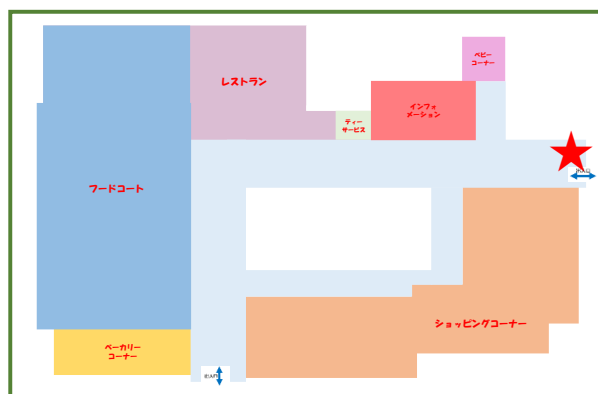 ベビー
コーナー
レストラン
インフォ
メーション
ティー
サービス
フードコート
ショッピングコーナー
ベーカリー
コーナー